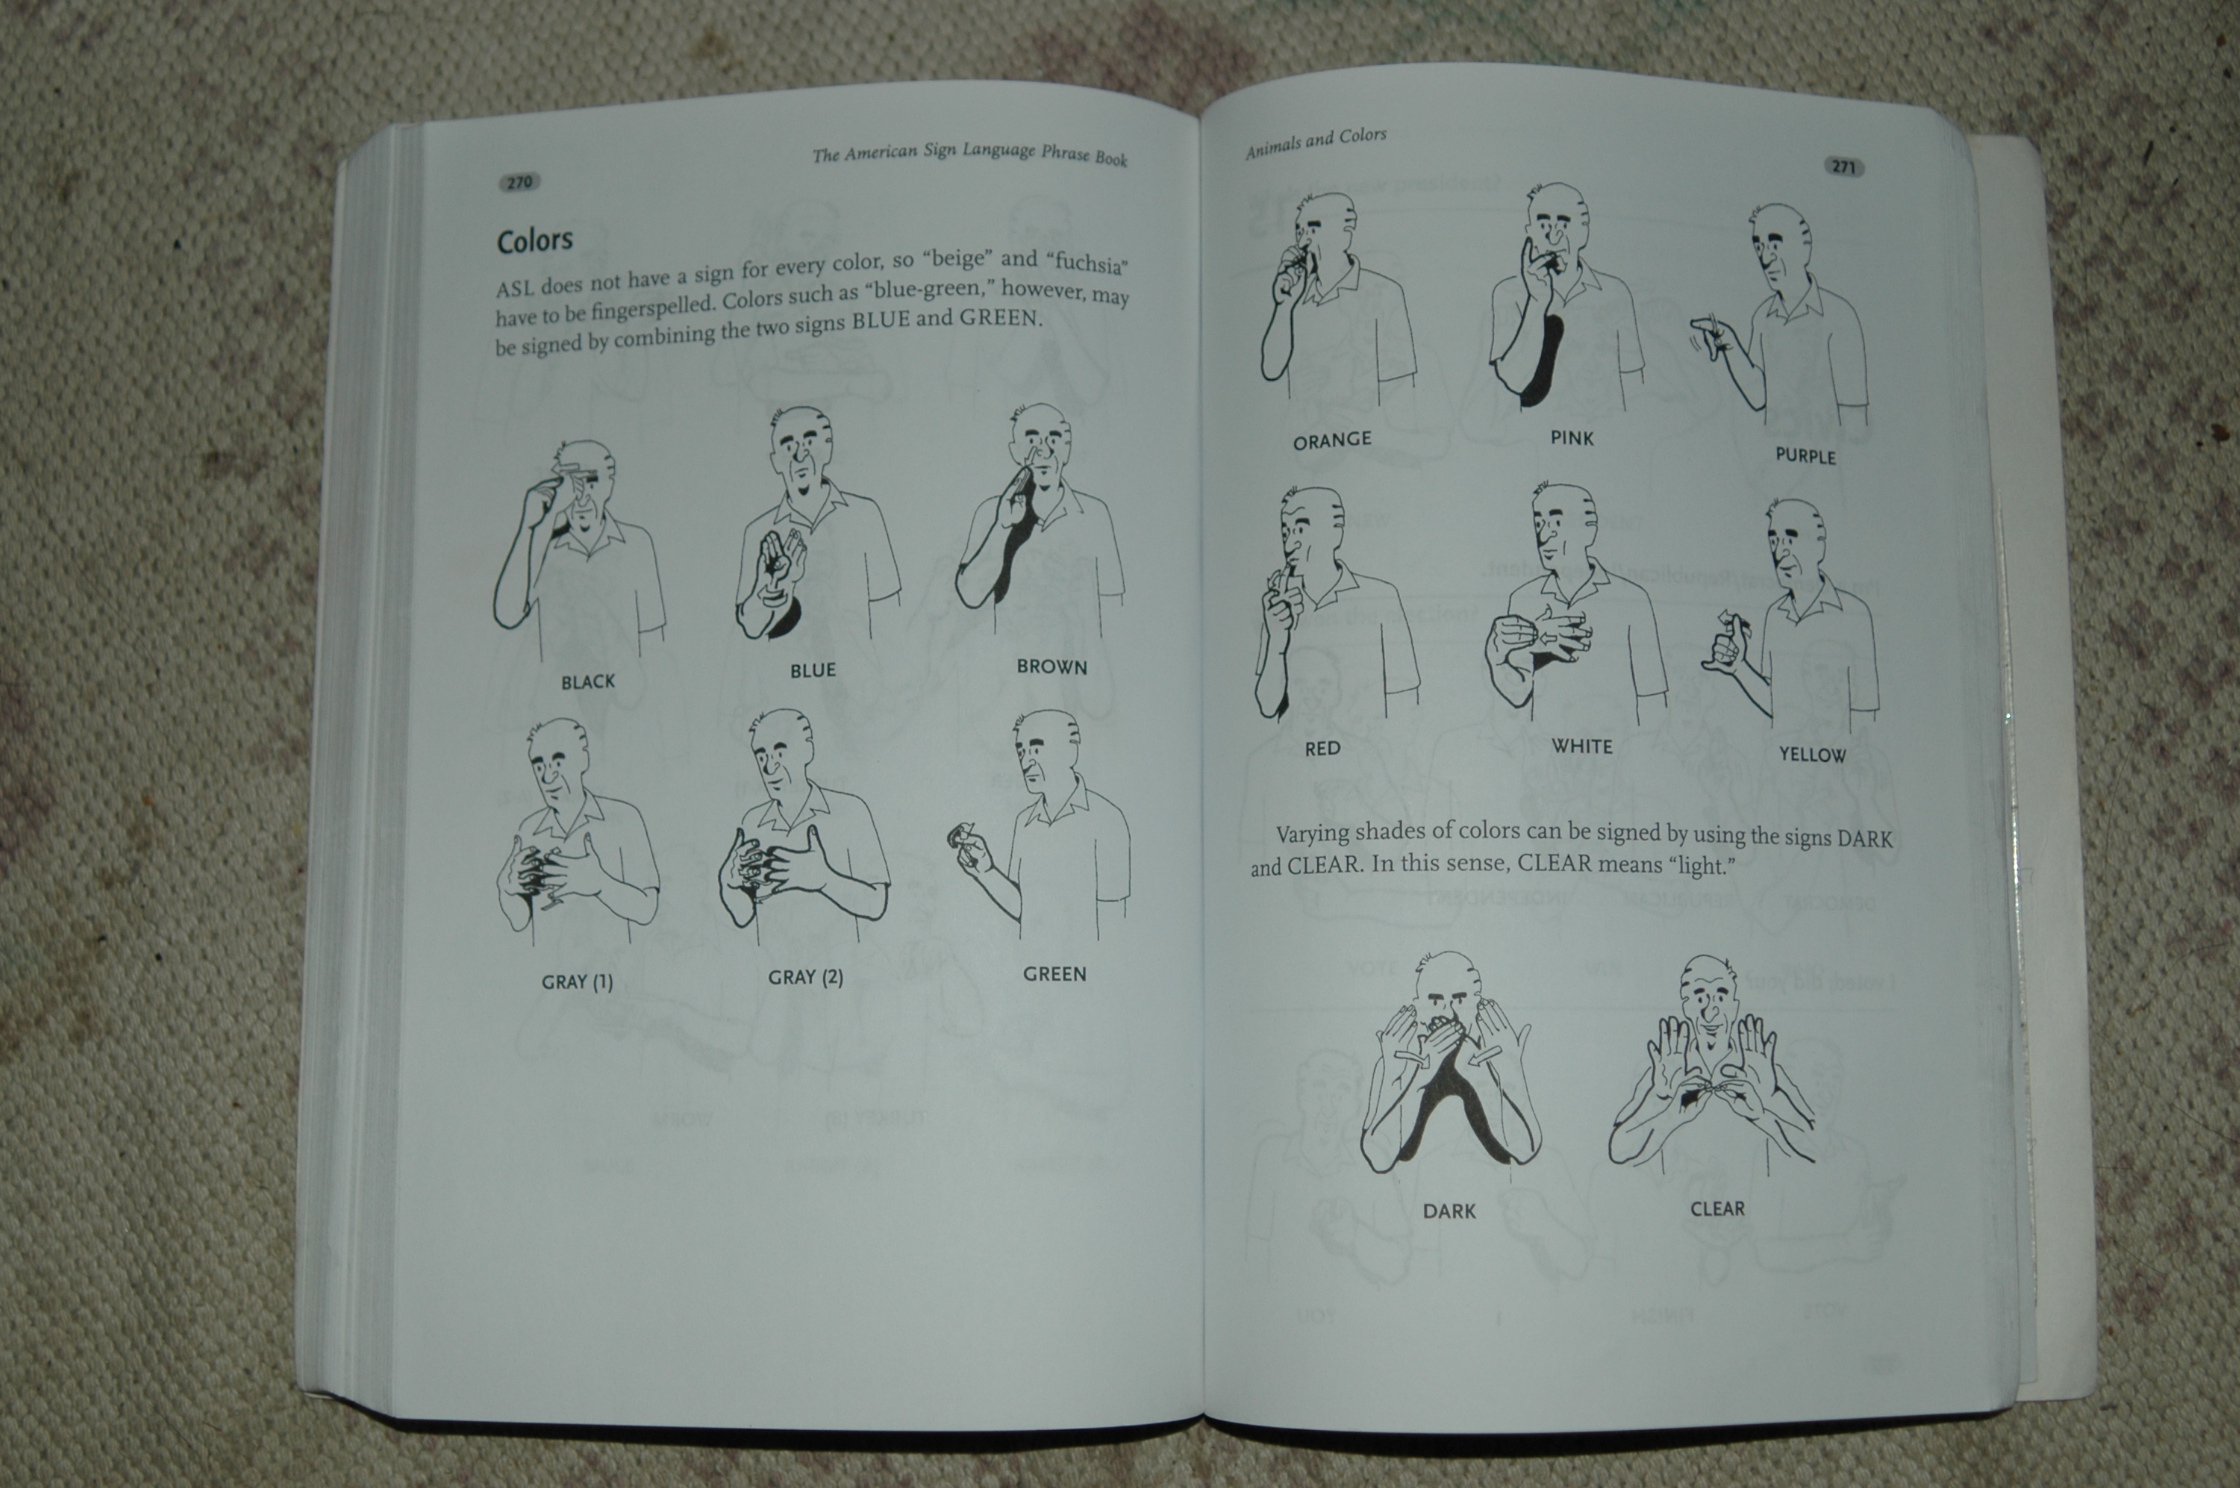 270
The American Sign Language Phrase Book
Colors
ASL does not have a sign for every color, so “beige” and “fuchsia”
have to be fingerspelled. Colors such as “blue-green,” however, may
be signed by combining the two signs BLUE and GREEN.
BLACK
BLUE
BROWN
GRAY (1)
GRAY (2)
GREEN
Animals and Colors
271
ORANGE
PINK
PURPLE
RED
WHITE
YELLOW
Varying shades of colors can be signed by using the signs DARK
and CLEAR. In this sense, CLEAR means “light.”
DARK
CLEAR